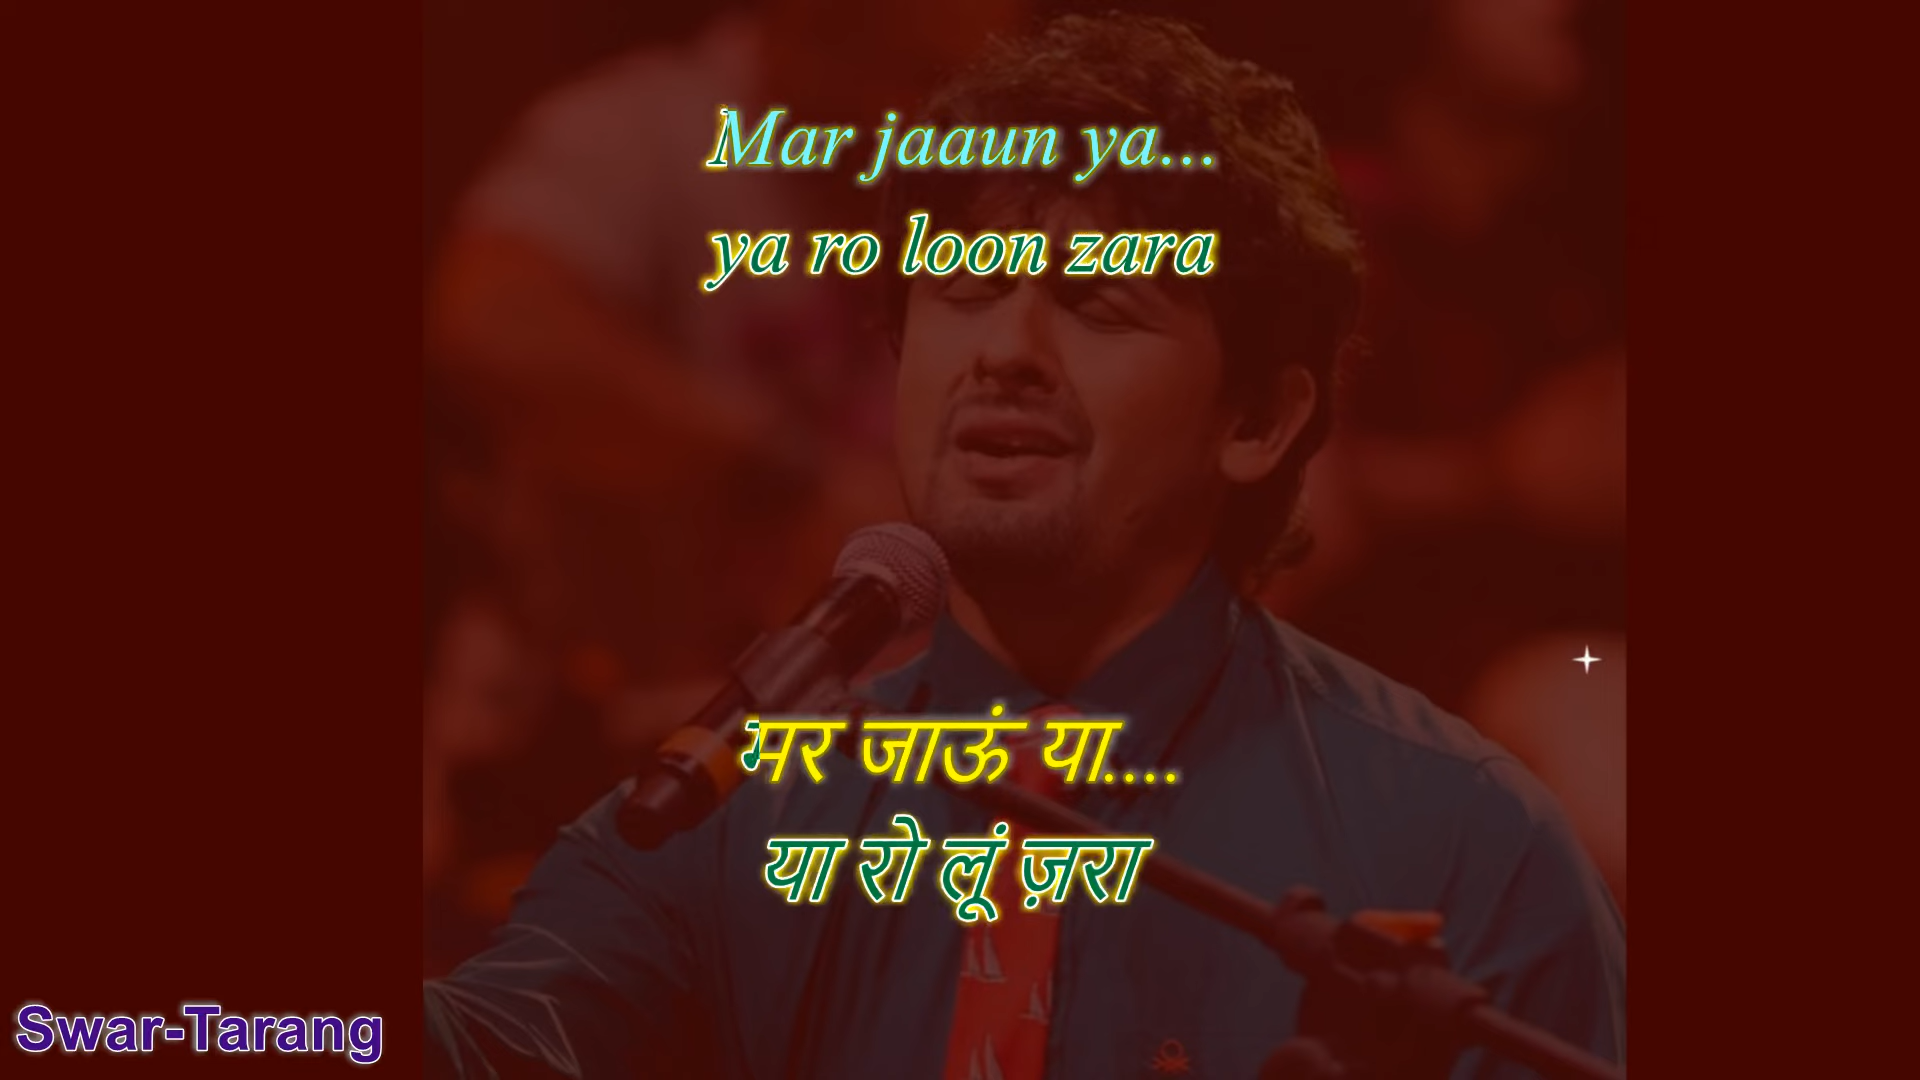 Mar jaaun ya...
ya ro loon zara
मर जाऊं या....
या रो लूं ज़रा
Swar-Tarang